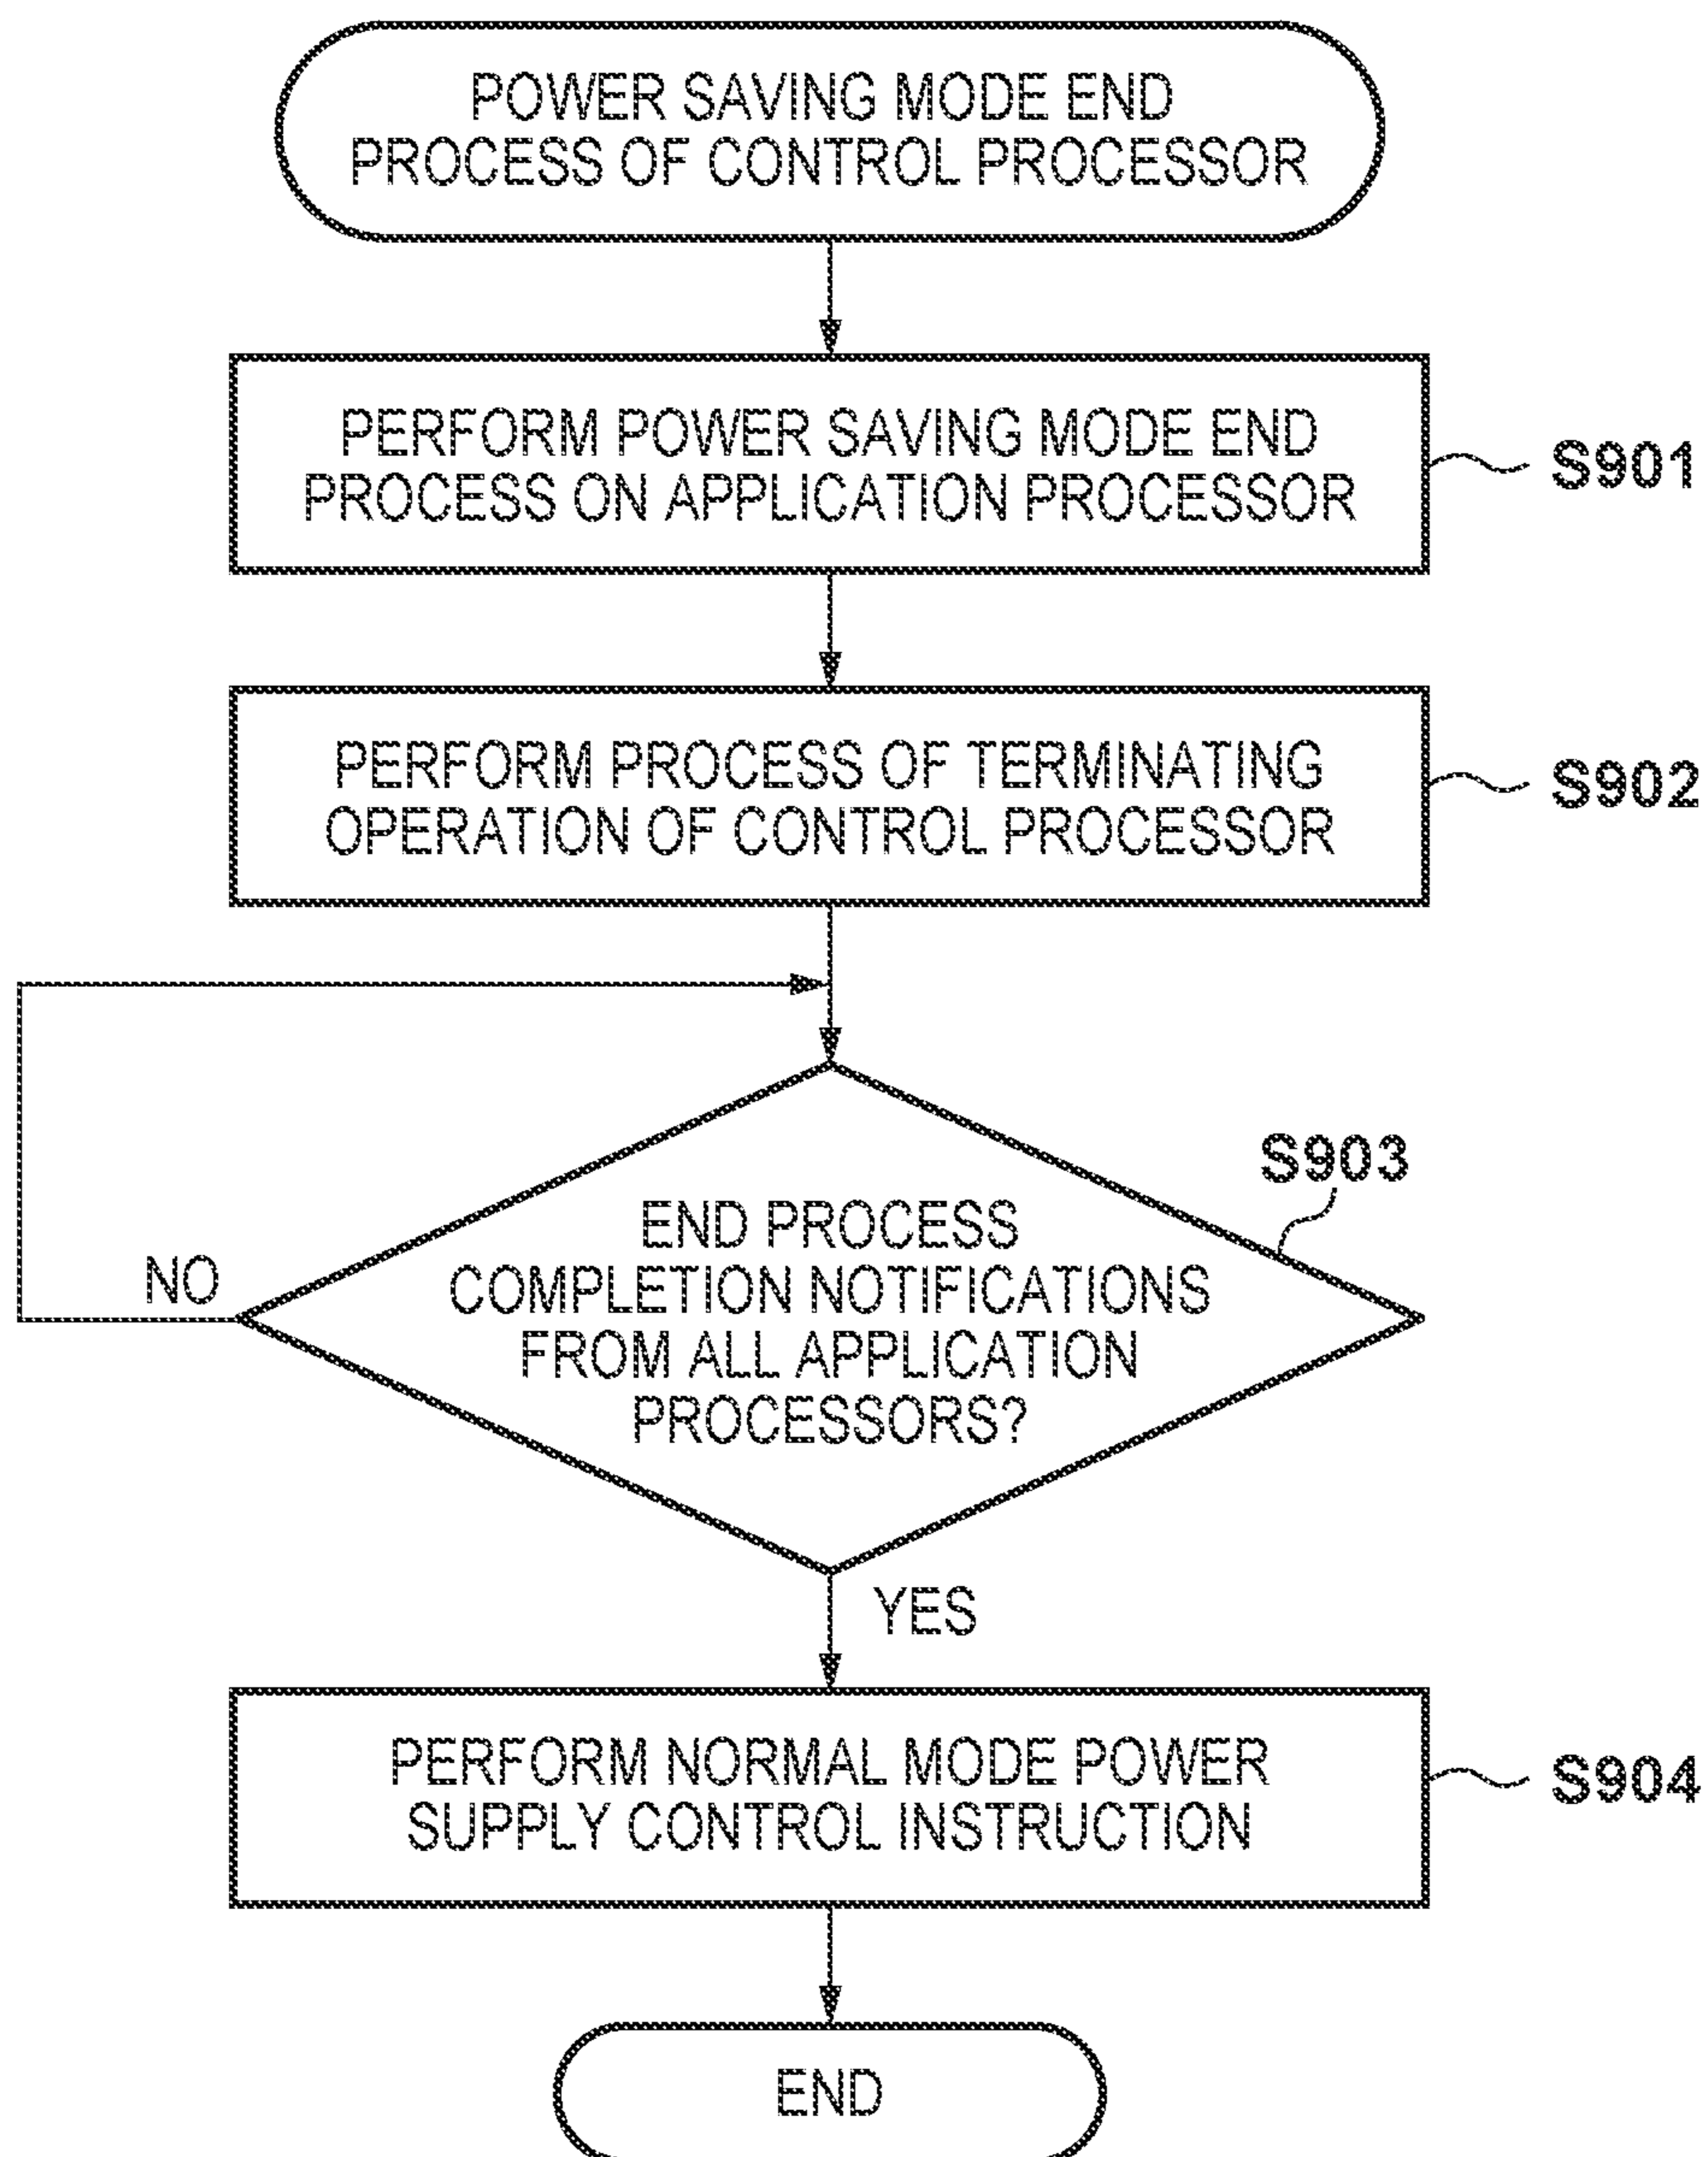 POWER SAVING MODE END
PROCESS OF CONTROL PROCESSOR
PERFORM POWER SAVING MODE END
PROCESS ON APPLICATION PROCESSOR
S901
PERFORM PROCESS OF TERMINATING
OPERATION OF CONTROL PROCESSOR
S902
S903
END PROCESS
COMPLETION NOTIFICATIONS
FROM ALL APPLICATION
PROCESSORS?
NO
YES
PERFORM NORMAL MODE POWER
SUPPLY CONTROL INSTRUCTION
S904
END